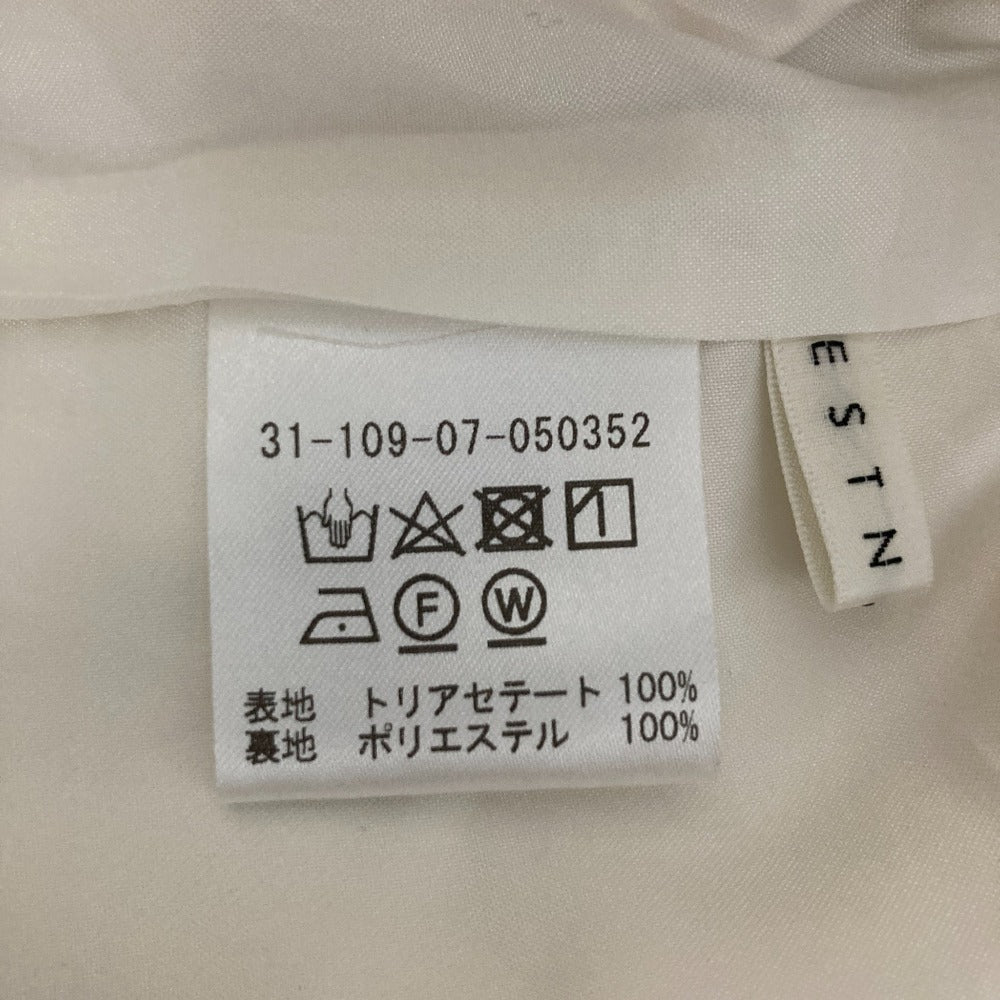 31-109-07-050352
F W
表地 トリアセテート 100%
裏地 ポリエステル 100%
ESTN